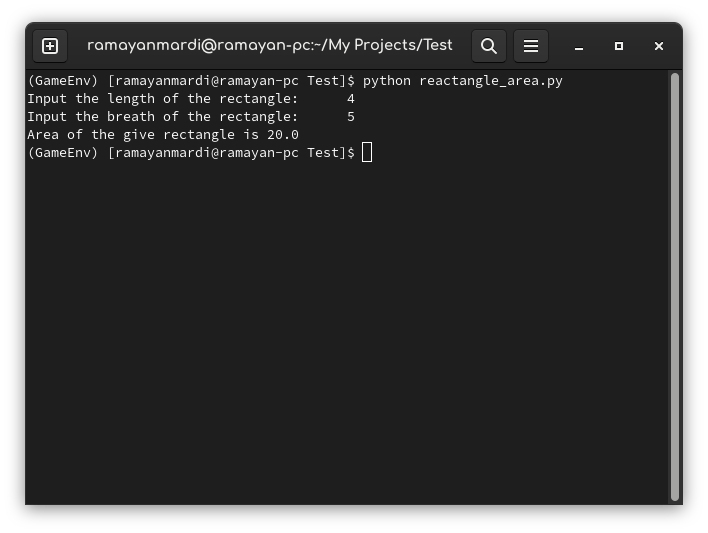 ramayanmardi@ramayan-pc:~/My Projects/Test
(GameEnv) [ramayanmardi@ramayan-pc Test]$ python reactangle_area.py
Input the length of the rectangle:      4
Input the breath of the rectangle:      5
Area of the give rectangle is 20.0
(GameEnv) [ramayanmardi@ramayan-pc Test]$